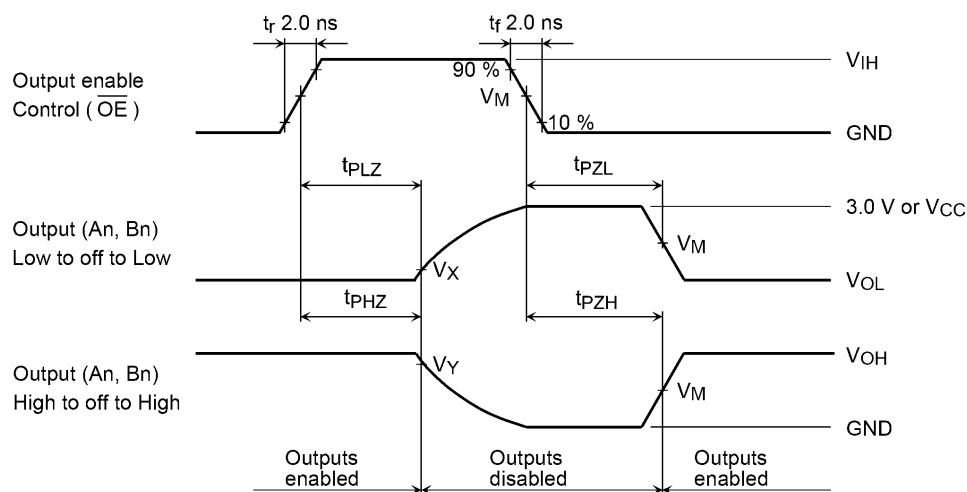 tr 2.0 ns
tf 2.0 ns
Output enable
Control ( OE )
90 %
VM
10 %
VIH
GND
tPLZ
tPZL
Output (An, Bn)
Low to off to Low
3.0 V or VCC
VM
VX
VOL
tPHZ
tPZH
Output (An, Bn)
High to off to High
VY
VOH
VM
GND
Outputs
enabled
Outputs
disabled
Outputs
enabled